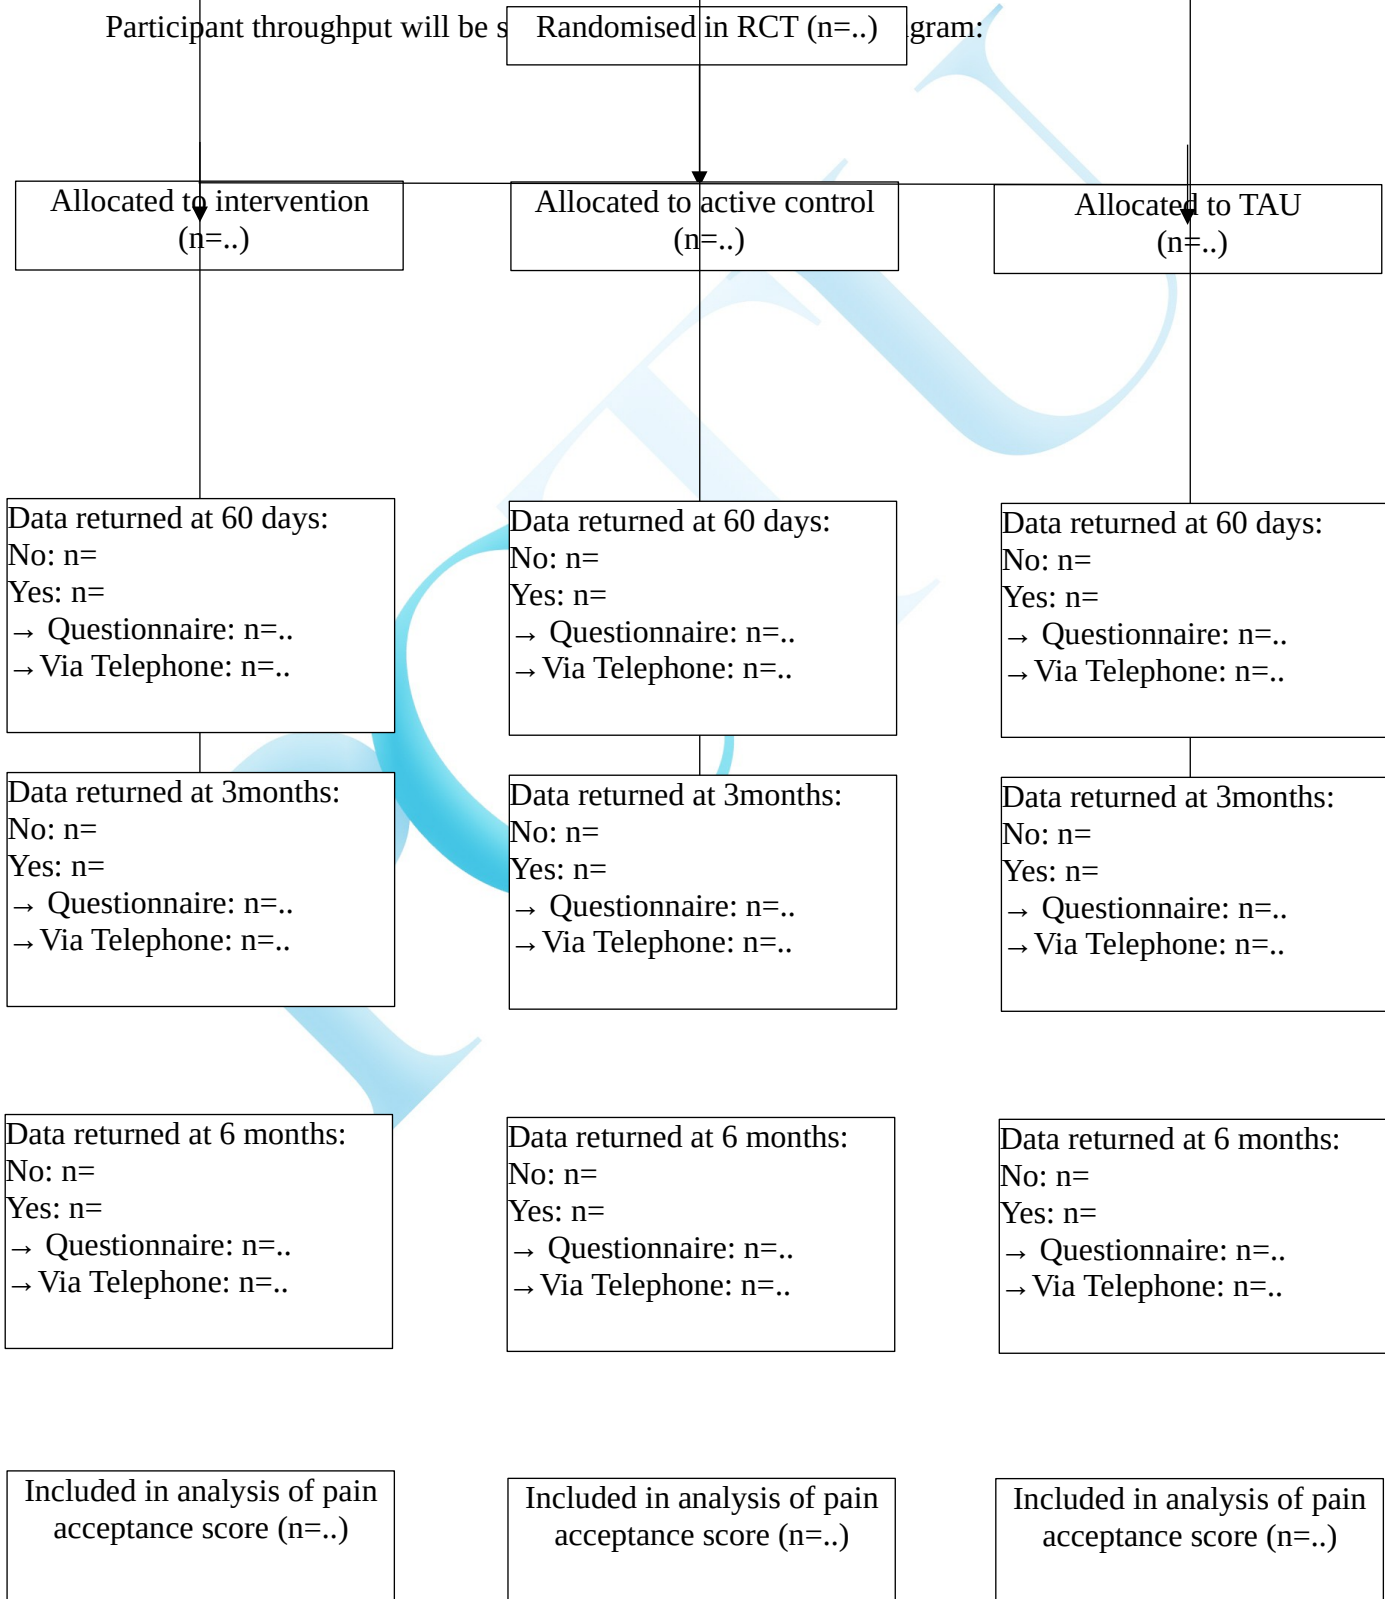 Participant throughput will be s
Randomised in RCT (n=..)
gram:
Allocated to intervention
(n=..)
Allocated to active control
(n=..)
Allocated to TAU
(n=..)
Data returned at 60 days:
No: n=
Yes: n=
→ Questionnaire: n=..
→Via Telephone: n=..
Data returned at 60 days:
No: n=
Yes: n=
→ Questionnaire: n=..
→Via Telephone: n=..
Data returned at 60 days:
No: n=
Yes: n=
→ Questionnaire: n=..
→Via Telephone: n=..
Data returned at 3months:
No: n=
Yes: n=
→ Questionnaire: n=..
→Via Telephone: n=..
Data returned at 3months:
No: n=
Yes: n=
→ Questionnaire: n=..
→Via Telephone: n=..
Data returned at 3months:
No: n=
Yes: n=
→ Questionnaire: n=..
→Via Telephone: n=..
Data returned at 6 months:
No: n=
Yes: n=
→ Questionnaire: n=..
→Via Telephone: n=..
Data returned at 6 months:
No: n=
Yes: n=
→ Questionnaire: n=..
→Via Telephone: n=..
Data returned at 6 months:
No: n=
Yes: n=
→ Questionnaire: n=..
→Via Telephone: n=..
Included in analysis of pain
acceptance score (n=..)
Included in analysis of pain
acceptance score (n=..)
Included in analysis of pain
acceptance score (n=..)